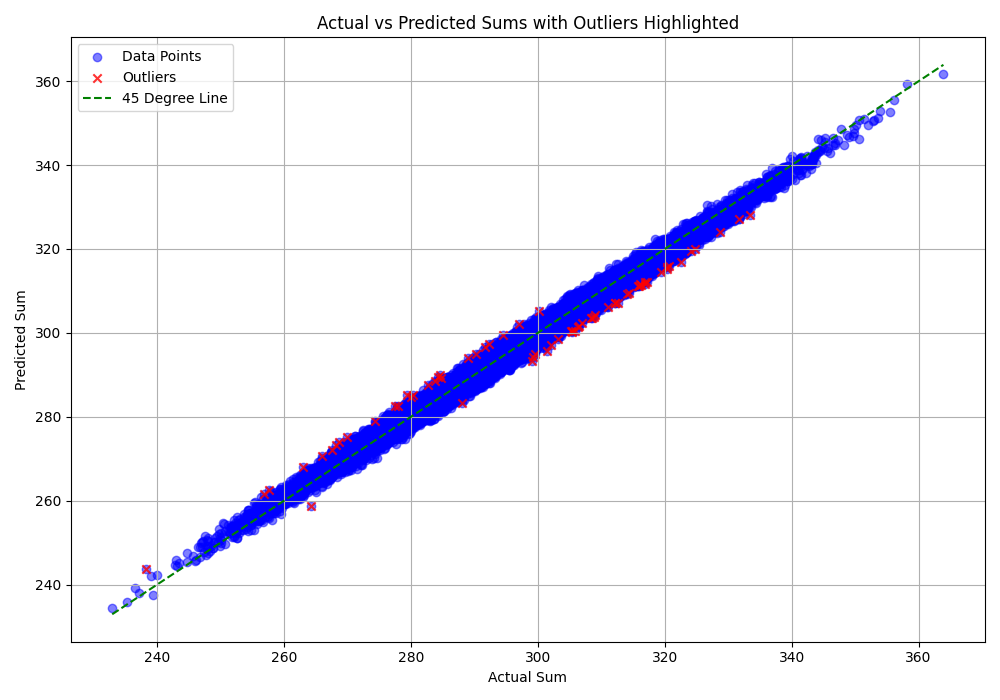 Actual vs Predicted Sums with Outliers Highlighted
Data Points
Outliers
45 Degree Line
Predicted Sum
360
340
320
300
280
260
240
240 260 280 300 320 340 360
Actual Sum